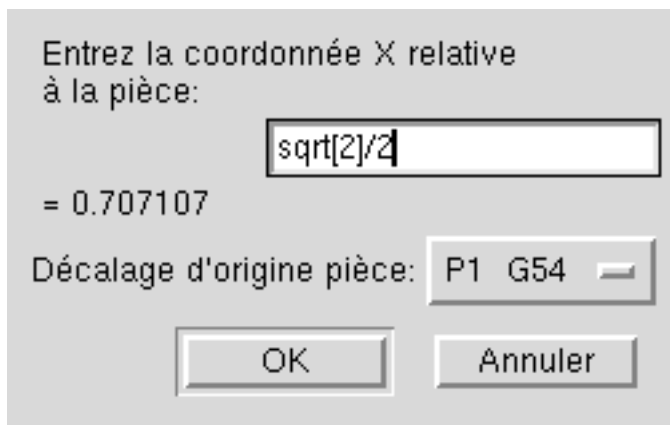 Entrez la coordonnée X relative
à la pièce:
sqrt[2]/2
= 0.707107
Décalage d'origine pièce: P1 G54
OK Annuler